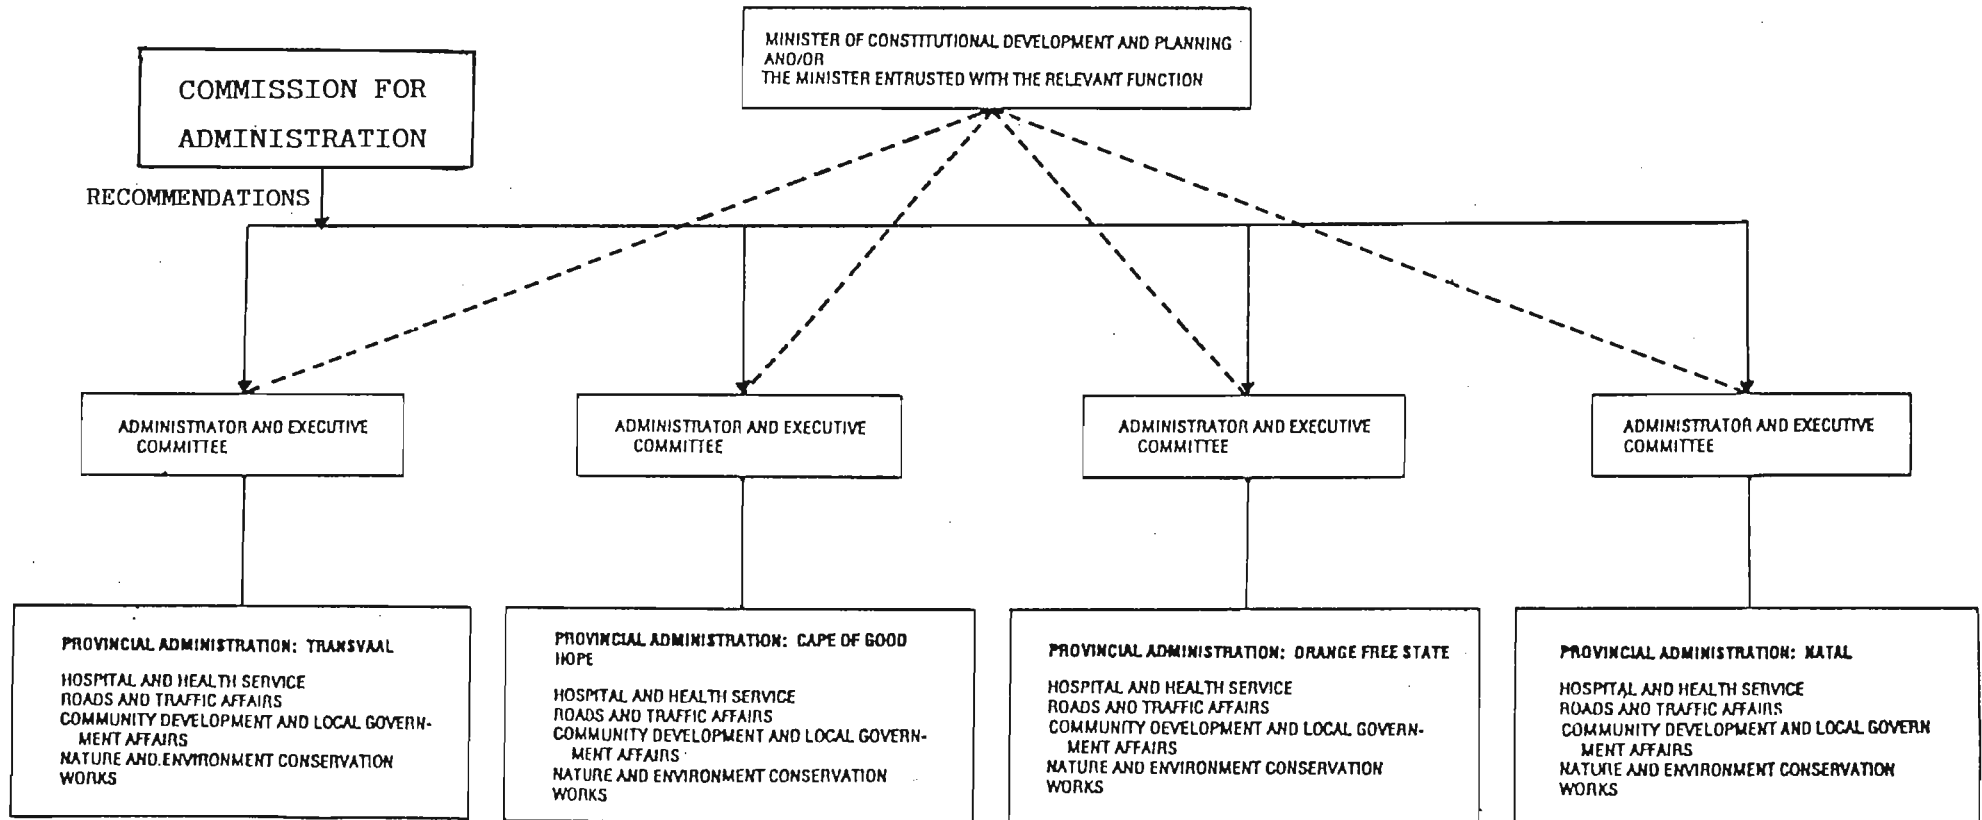 MINISTER OF CONSTITUTIONAL DEVELOPMENT AND PLANNING
AND/OR
THE MINISTER ENTRUSTED WITH THE RELEVANT FUNCTION
COMMISSION FOR
ADMINISTRATION
RECOMMENDATIONS
ADMINISTRATOR AND EXECUTIVE
COMMITTEE
ADMINISTRATOR AND EXECUTIVE
COMMITTEE
ADMINISTRATOR AND EXECUTIVE
COMMITTEE
ADMINISTRATOR AND EXECUTIVE
COMMITTEE
PROVINCIAL ADMINISTRATION: TRANSVAAL
HOSPITAL AND HEALTH SERVICE
ROADS AND TRAFFIC AFFAIRS
COMMUNITY DEVELOPMENT AND LOCAL GOVERN-
MENT AFFAIRS
NATURE AND ENVIRONMENT CONSERVATION
WORKS
PROVINCIAL ADMINISTRATION: CAPE OF GOOD
HOPE
HOSPITAL AND HEALTH SERVICE
ROADS AND TRAFFIC AFFAIRS
COMMUNITY DEVELOPMENT AND LOCAL GOVERN-
MENT AFFAIRS
NATURE AND ENVIRONMENT CONSERVATION
WORKS
PROVINCIAL ADMINISTRATION: ORANGE FREE STATE
HOSPITAL AND HEALTH SERVICE
ROADS AND TRAFFIC AFFAIRS
COMMUNITY DEVELOPMENT AND LOCAL GOVERN-
MENT AFFAIRS
NATURE AND ENVIRONMENT CONSERVATION
WORKS
PROVINCIAL ADMINISTRATION: NATAL
HOSPITAL AND HEALTH SERVICE
ROADS AND TRAFFIC AFFAIRS
COMMUNITY DEVELOPMENT AND LOCAL GOVERN
MENT AFFAIRS
NATURE AND ENVIRONMENT CONSERVATION
WORKS